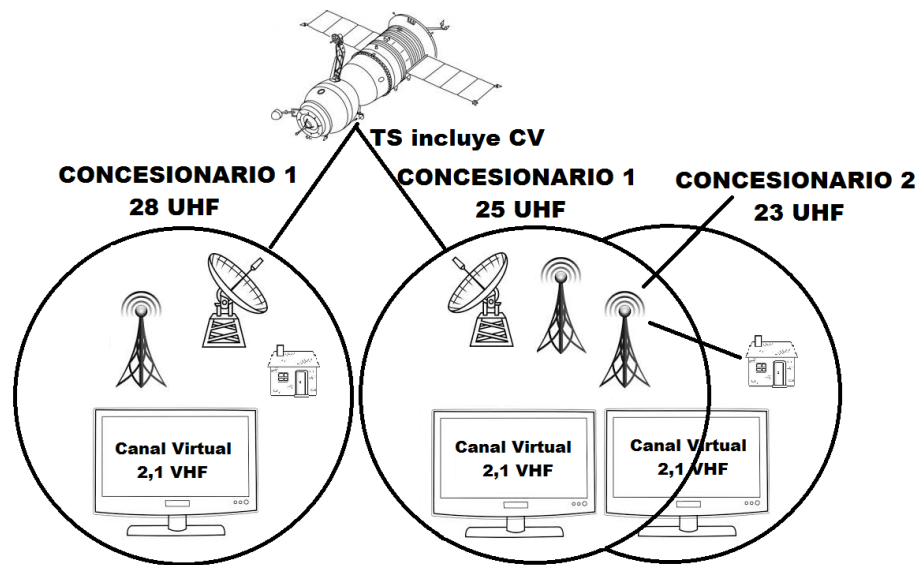 TS incluye CV
CONCESIONARIO 1
28 UHF
CONCESIONARIO 1
25 UHF
CONCESIONARIO 2
23 UHF
Canal Virtual
2,1 VHF
Canal Virtual
2,1 VHF
Canal Virtual
2,1 VHF